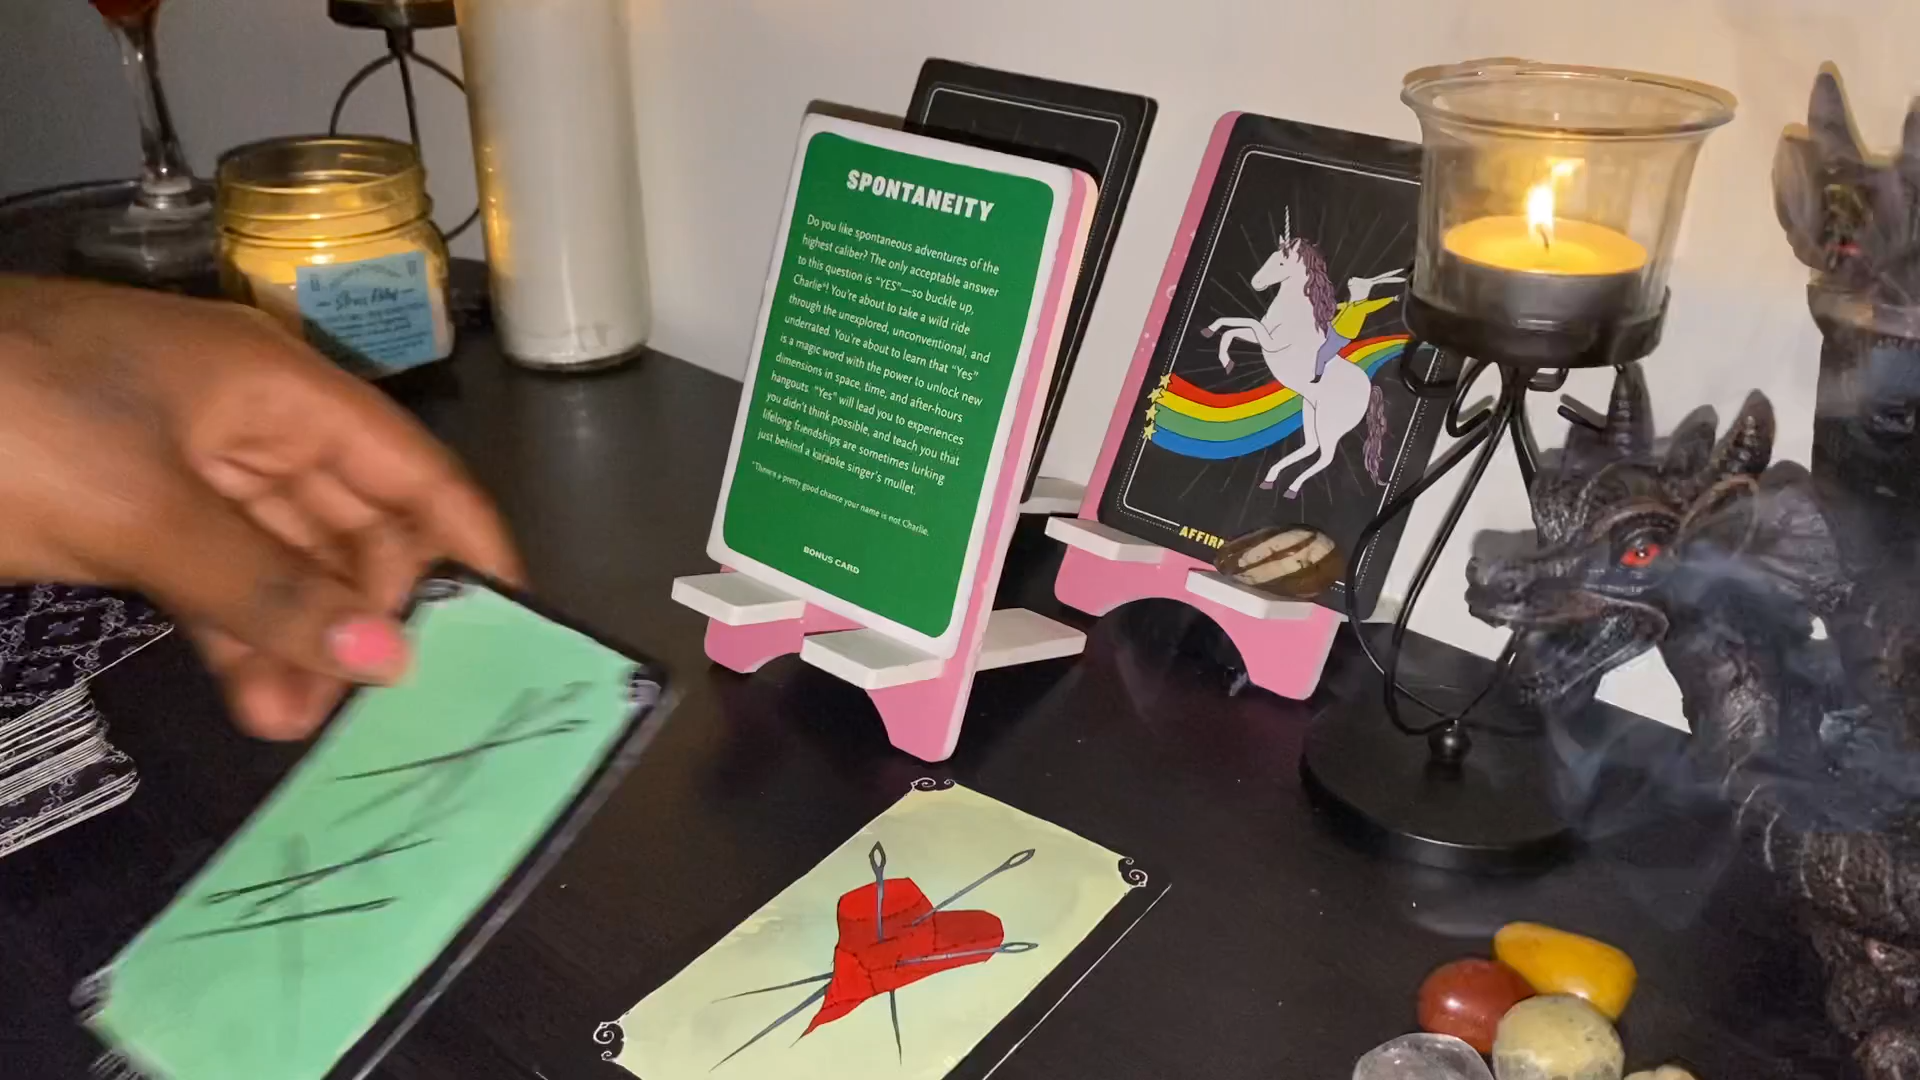 SPONTANEITY
Do you like spontaneous adventures of the
highest caliber? The only acceptable answer
to this question is "YES"—so buckle up,
Charlie*! You're about to take a wild ride
through the unexplored, unconventional, and
underrated. You're about to learn that "Yes"
is a magic word with the power to unlock new
dimensions in space, time, and after-hours
hangouts. "Yes" will lead you to experiences
you didn't think possible, and teach you that
lifelong friendships are sometimes lurking
just behind a karaoke singer's mullet.
*There's a pretty good chance your name is not Charlie.
BONUS CARD
AFFIRM
Stress Relief